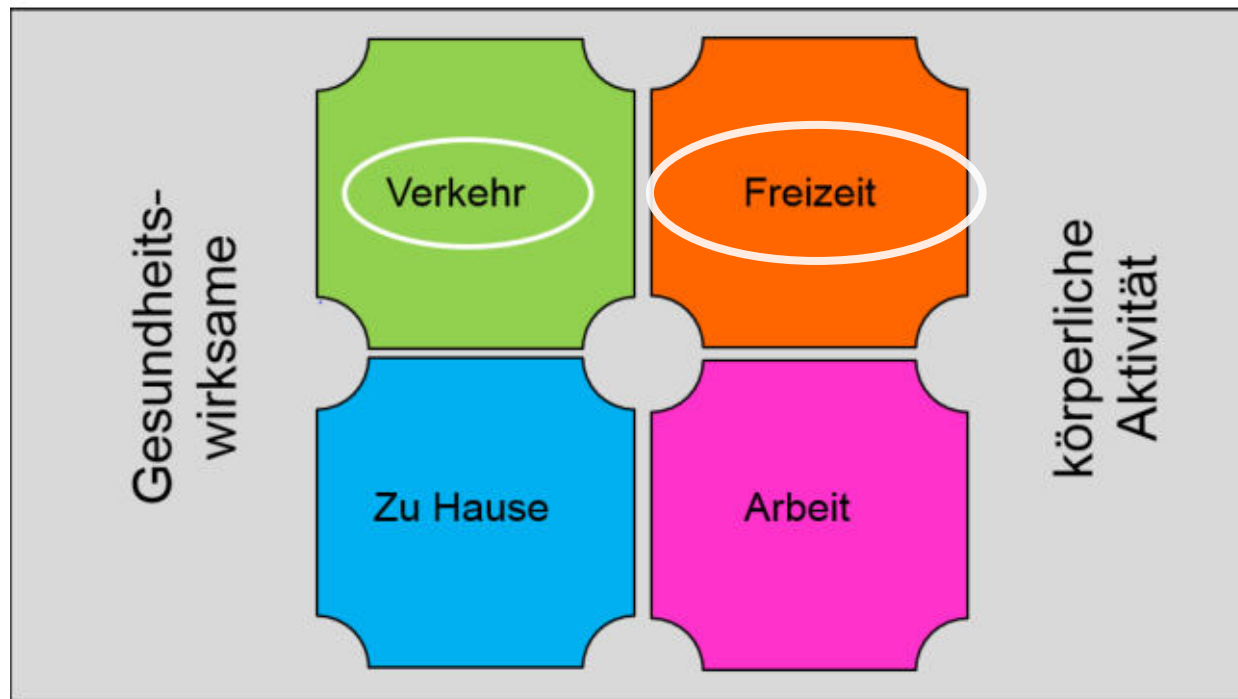 Gesundheits-
wirksame
Verkehr
Freizeit
Zu Hause
Arbeit
körperliche
Aktivität